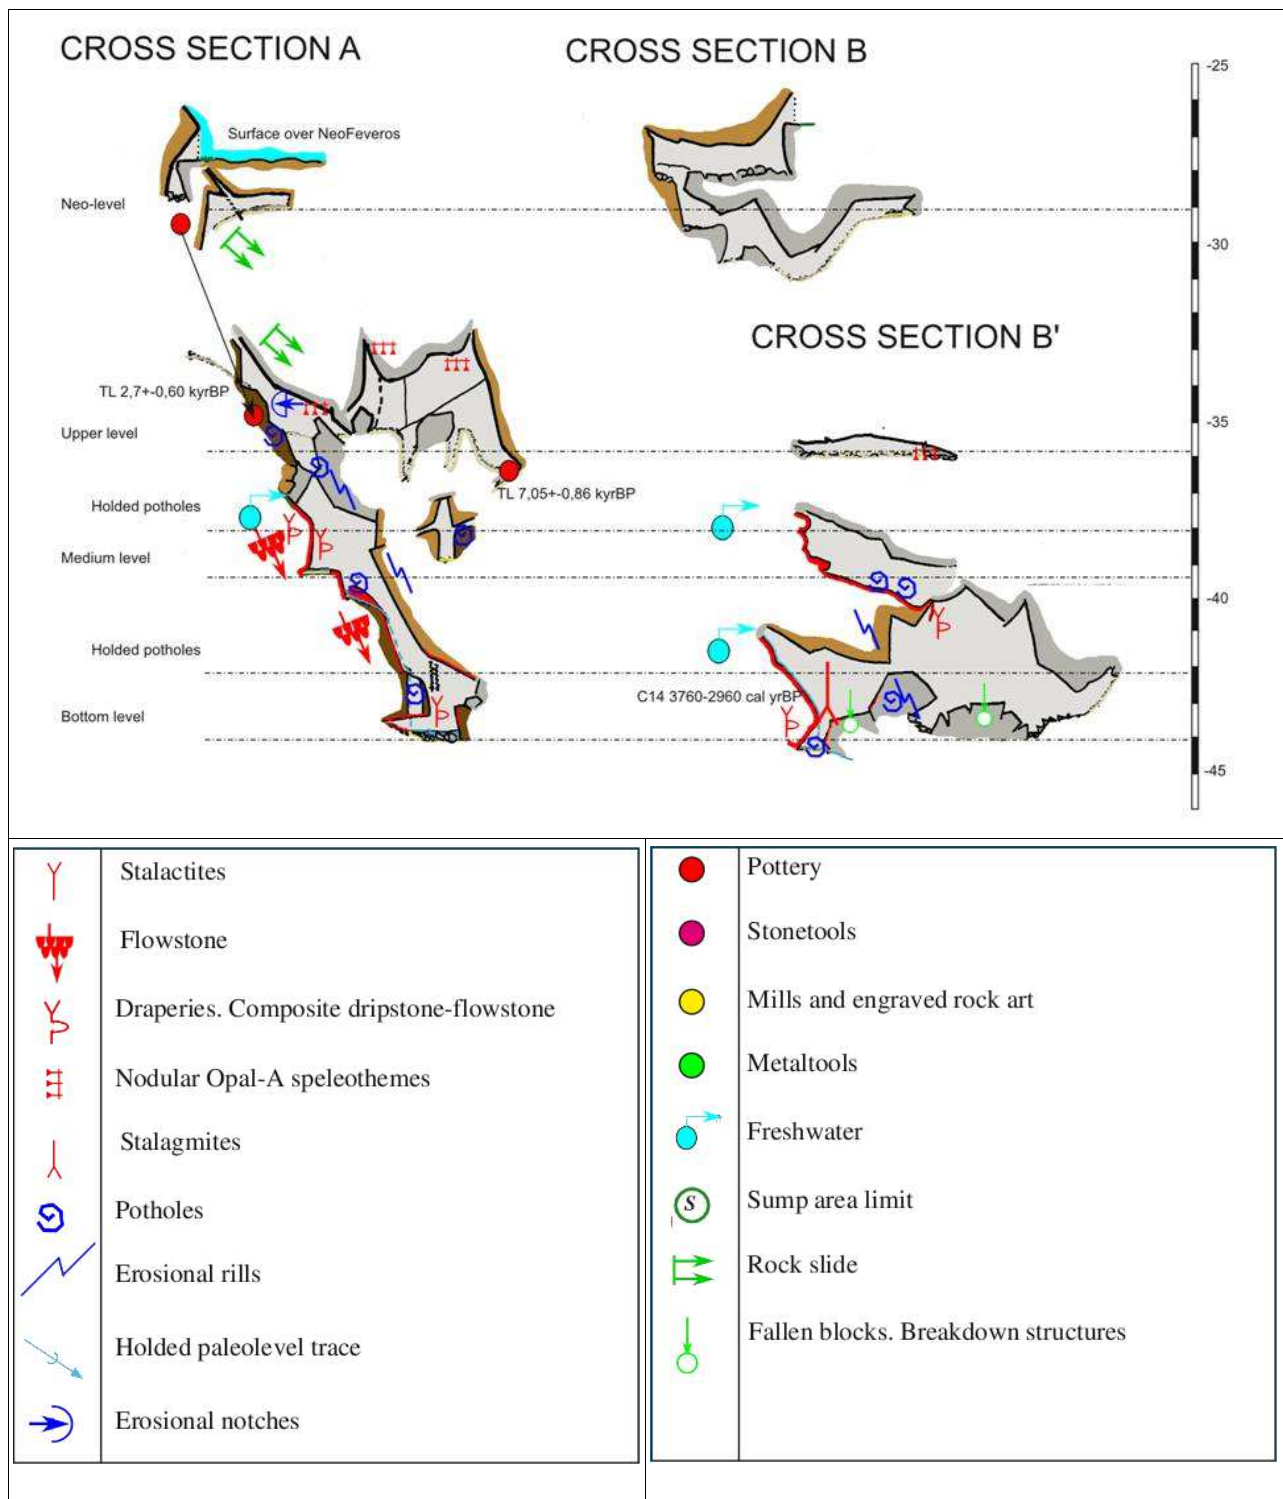 CROSS SECTION A
CROSS SECTION B
-25
Surface over NeoFeveros
Neo-level
-30
CROSS SECTION B'
TL 2,7+-0,60 kyrBP
Upper level
-35
TL 7,05+-0,86 kyrBP
Holded potholes
Medium level
-40
Holded potholes
C14 3760-2960 cal yrBP
Bottom level
-45
Stalactites
Flowstone
Draperies. Composite dripstone-flowstone
Nodular Opal-A speleothemes
Stalagmites
Potholes
Erosional rills
Holded paleolevel trace
Erosional notches
Pottery
Stonetools
Mills and engraved rock art
Metaltools
Freshwater
S
Sump area limit
Rock slide
Fallen blocks. Breakdown structures